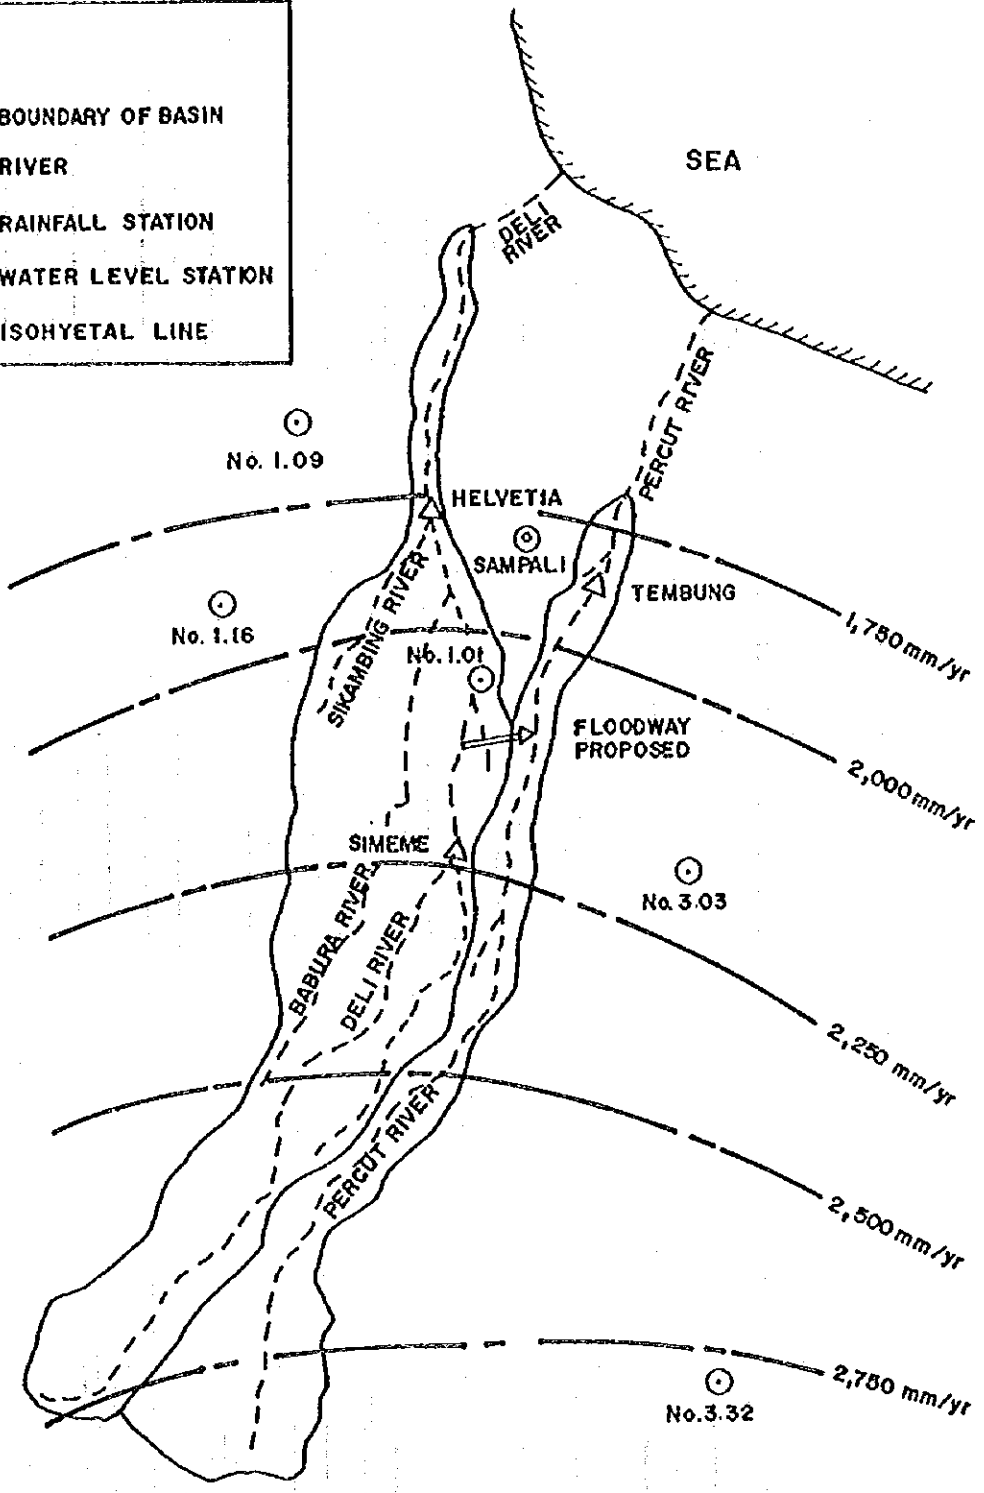 BOUNDARY OF BASIN
RIVER
RAINFALL STATION
WATER LEVEL STATION
ISOHYETAL LINE
SEA
DELI
RIVER
PERCUT RIVER
No. 1.09
HELVETIA
SAMPALI
TEMBUNG
1,750 mm/yr
No. 1.16
SIKAMBING RIVER
No. 1.01
FLOODWAY
PROPOSED
2,000 mm/yr
SIMEME
No. 3.03
BABURA RIVER
DELI RIVER
2,250 mm/yr
PERCUT RIVER
2,500 mm/yr
2,750 mm/yr
No. 3.32